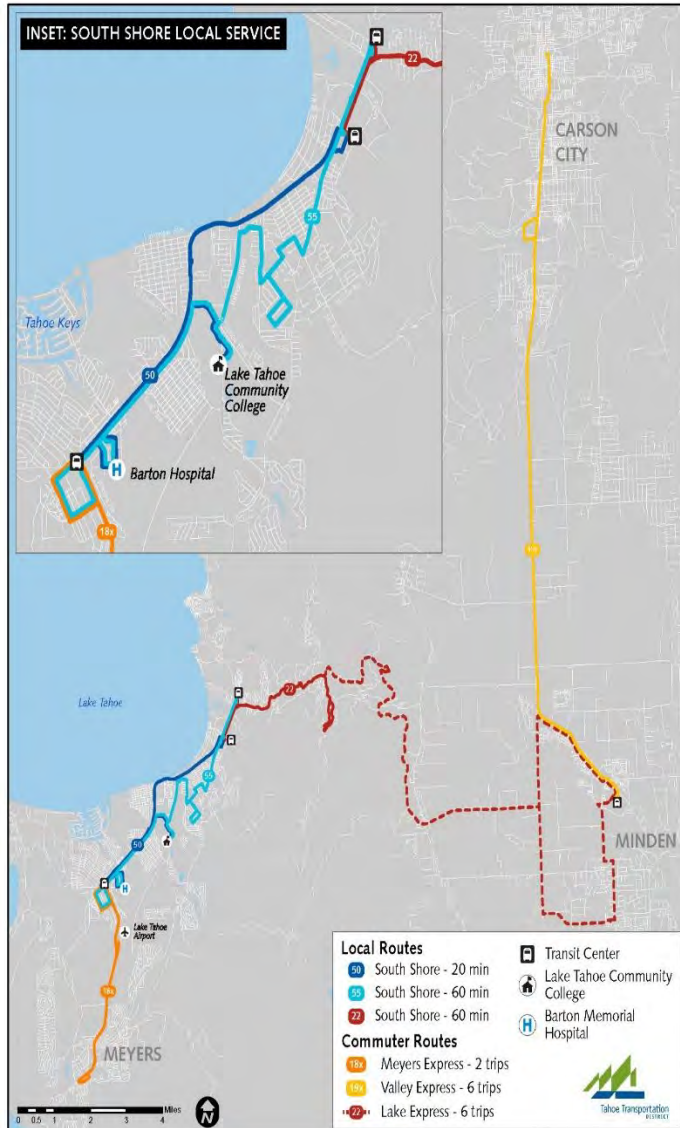 INSET: SOUTH SHORE LOCAL SERVICE
22
CARSON
CITY
55
Tahoe Keys
50
Lake Tahoe
Community
College
H
Barton Hospital
18x
19x
Lake Tahoe
22
55
MINDEN
50
H
Lake Tahoe
Airport
18x
MEYERS
Local Routes
50 South Shore - 20 min
55 South Shore - 60 min
22 South Shore - 60 min
Commuter Routes
18x Meyers Express - 2 trips
19x Valley Express - 6 trips
22 Lake Express - 6 trips
Transit Center
Lake Tahoe Community
College
H Barton Memorial
Hospital
Tahoe Transportation
DISTRICT
Miles
0 0.5 1 2 3 4
N